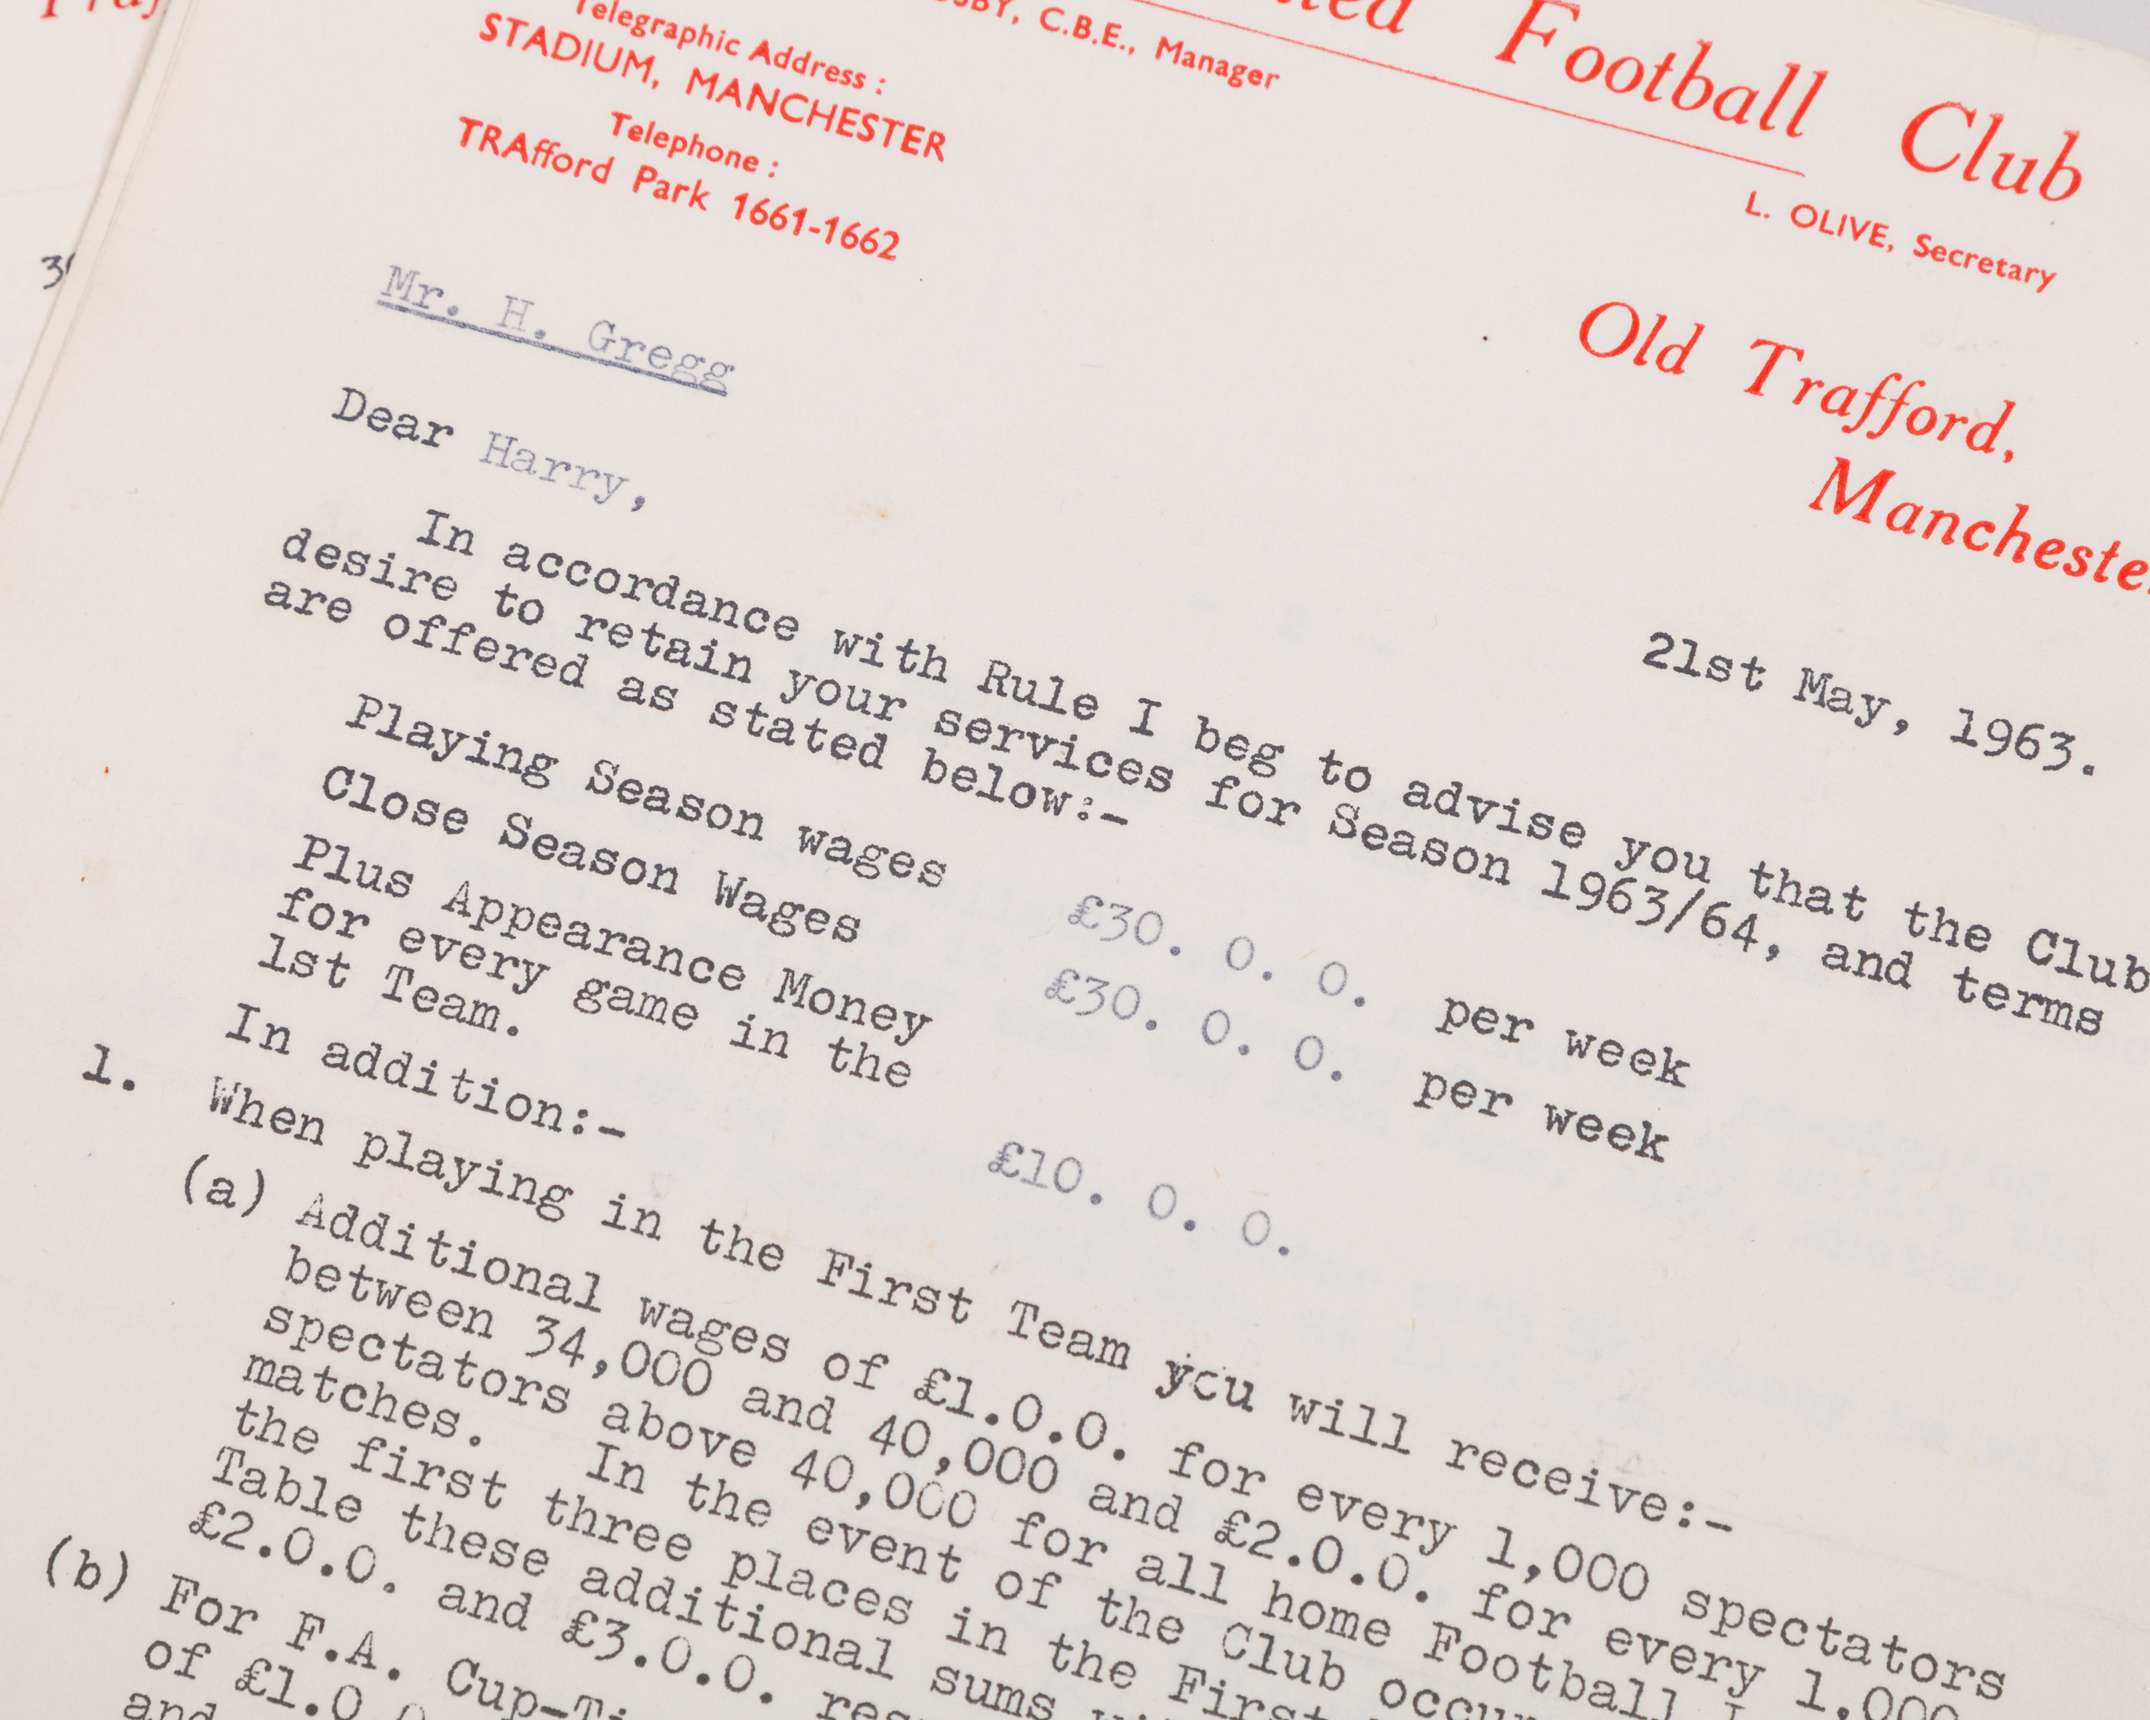 Football Club
C.B.E., Manager
L. OLIVE, Secretary
Telegraphic Address :
STADIUM, MANCHESTER
Telephone :
TRAfford Park 1661-1662
Old Trafford,
21st May, 1963.
Mr. H. Gregg
Dear Harry,
In accordance with Rule I beg to advise you that the Club
desire to retain your services for Season 1963/64, and terms
are offered as stated below:-
Playing Season wages £30. 0. 0. per week
Close Season Wages £30. 0. 0. per week
Plus Appearance Money
for every game in the
1st Team. £10. 0. 0.
In addition:-
1. When playing in the First Team you will receive:-
(a) Additional wages of £1.0.0. for every 1,000 spectators
between 34,000 and 40,000 and £2.0.0. for every 1,000
spectators above 40,000 for all home Football
matches. In the event of the Club
the first three places in the
Table these additional sums
£2.0.0. and £3.0.0.
(b) For F.A.
of
and